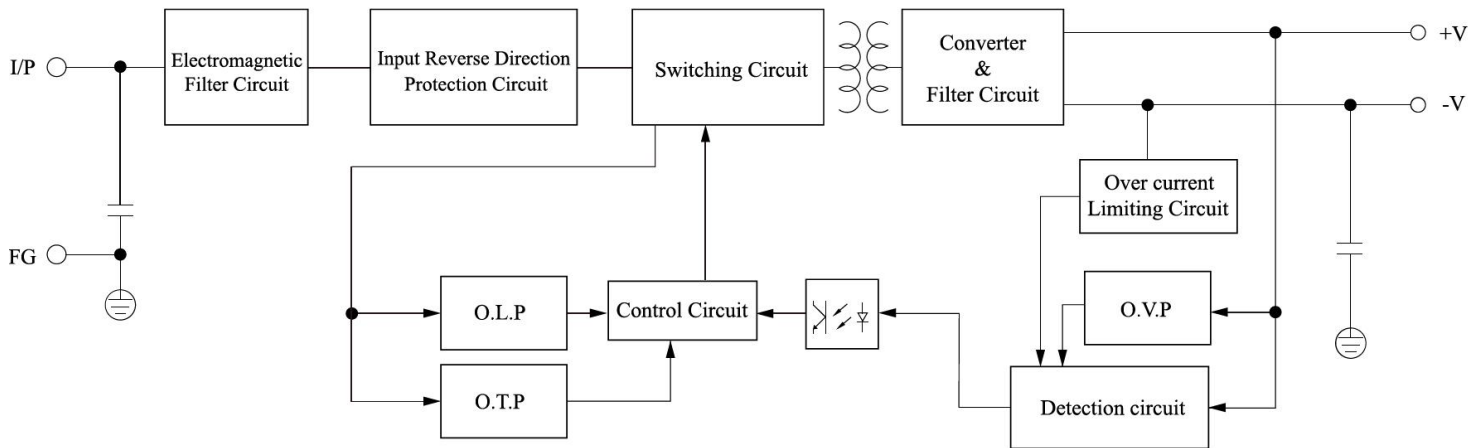 I/P
Electromagnetic
Filter Circuit
Input Reverse Direction
Protection Circuit
Switching Circuit
Converter
&
Filter Circuit
+V
-V
Over current
Limiting Circuit
FG
O.L.P
Control Circuit
O.V.P
O.T.P
Detection circuit